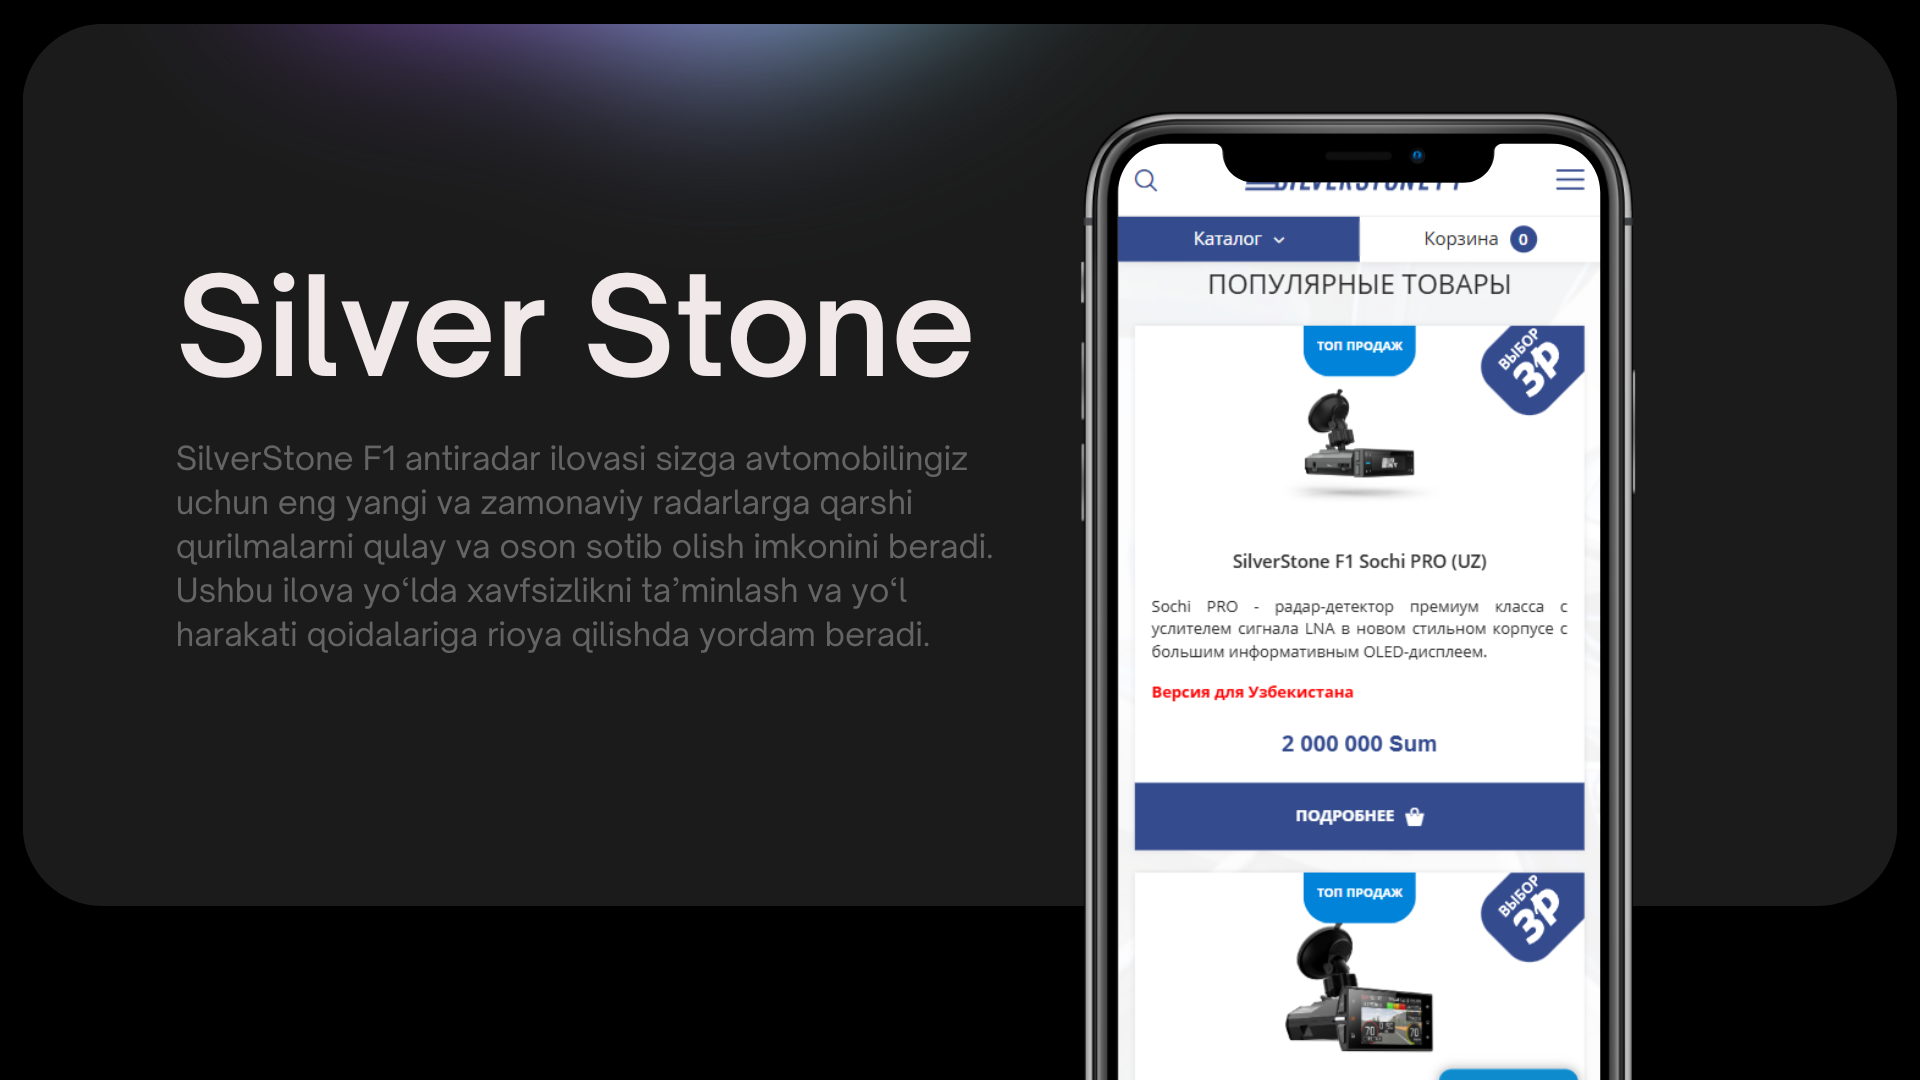 Silver Stone
SilverStone F1 antiradar ilovasi sizga avtomobilingiz
uchun eng yangi va zamonaviy radarlarga qarshi
qurilmalarni qulay va oson sotib olish imkonini beradi.
Ushbu ilova yo‘lda xavfsizlikni ta’minlash va yo‘l
harakati qoidalariga rioya qilishda yordam beradi.
Каталог
Корзина 0
ПОПУЛЯРНЫЕ ТОВАРЫ
ТОП ПРОДАЖ
ВЫБОР
ЗР
SilverStone F1 Sochi PRO (UZ)
Sochi PRO - радар-детектор премиум класса с
услителем сигнала LNA в новом стильном корпусе с
большим информативным OLED-дисплеем.
Версия для Узбекистана
2 000 000 Sum
ПОДРОБНЕЕ
ТОП ПРОДАЖ
ВЫБОР
ЗР
70
70